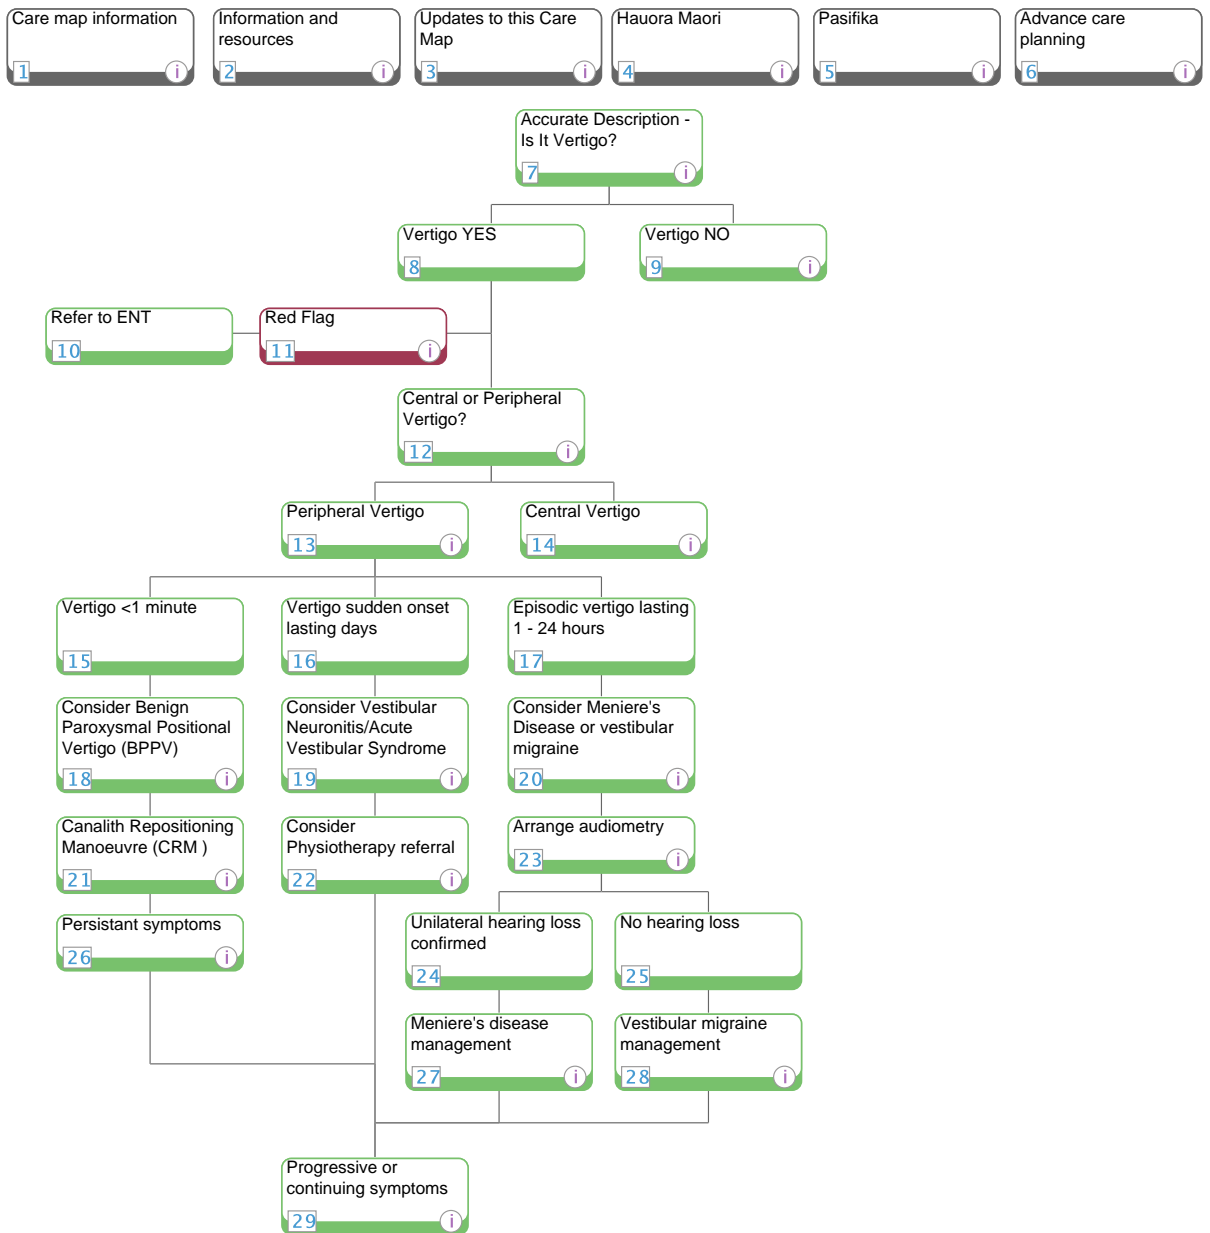 Care map information
1
i
Information and
resources
2
i
Updates to this Care
Map
3
i
Hauora Maori
4
i
Pasifika
5
i
Advance care
planning
6
i
Accurate Description -
Is It Vertigo?
7
i
Vertigo YES
8
Vertigo NO
9
i
Refer to ENT
10
Red Flag
11
i
Central or Peripheral
Vertigo?
12
i
Peripheral Vertigo
13
i
Central Vertigo
14
i
Vertigo <1 minute
15
Vertigo sudden onset
lasting days
16
Episodic vertigo lasting
1 - 24 hours
17
Consider Benign
Paroxysmal Positional
Vertigo (BPPV)
18
i
Consider Vestibular
Neuronitis/Acute
Vestibular Syndrome
19
i
Consider Meniere's
Disease or vestibular
migraine
20
i
Canalith Repositioning
Manoeuvre (CRM )
21
i
Consider
Physiotherapy referral
22
i
Arrange audiometry
23
i
Persistant symptoms
26
i
Unilateral hearing loss
confirmed
24
No hearing loss
25
Meniere's disease
management
27
i
Vestibular migraine
management
28
i
Progressive or
continuing symptoms
29
i